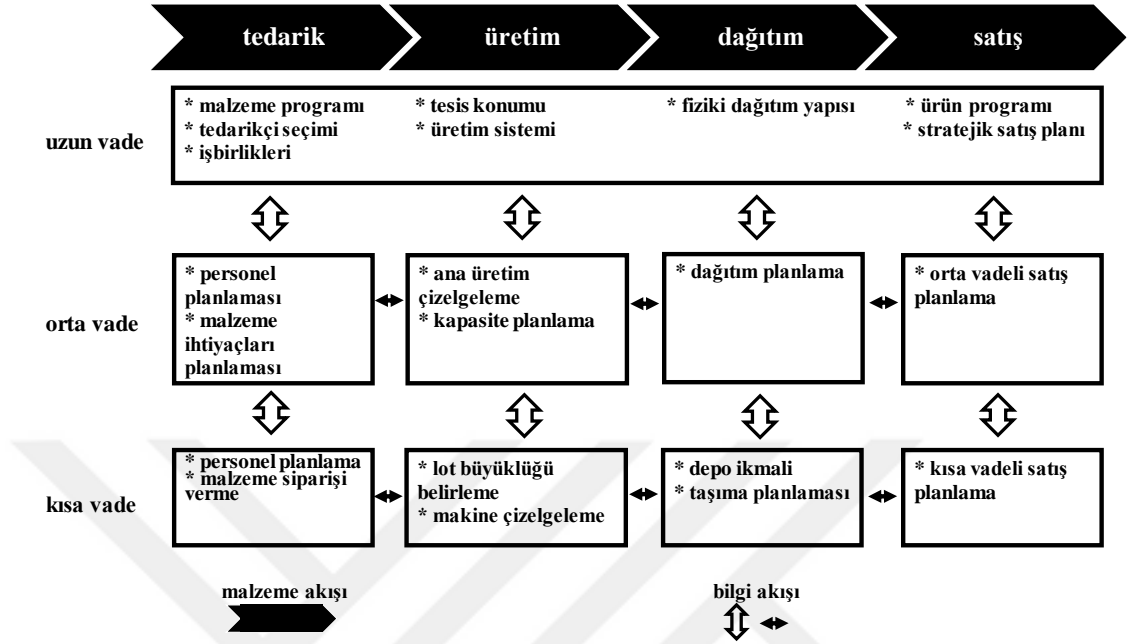 tedarik üretim dağıtım satış
uzun vade
* malzeme programı
* tedarikçi seçimi
* işbirlikleri
* tesis konumu
* üretim sistemi
* fiziki dağıtım yapısı
* ürün programı
* stratejik satış planı
orta vade
* personel
planlaması
* malzeme
ihtiyaçları
planlaması
* ana üretim
çizelgeleme
* kapasite planlama
* dağıtım planlama
* orta vadeli satış
planlama
kısa vade
* personel planlama
* malzeme siparişi
verme
* lot büyüklüğü
belirleme
* makine çizelgeleme
* depo ikmali
* taşıma planlaması
* kısa vadeli satış
planlama
malzeme akışı
bilgi akışı